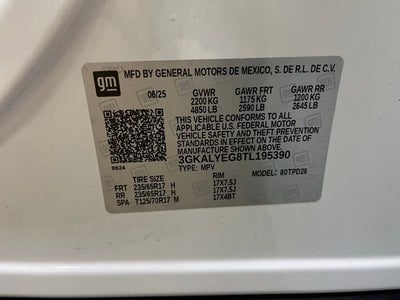 gm
MFD BY GENERAL MOTORS DE MEXICO, S. DE R.L. DE C.V.
06/25 GVWR GAWR FRT GAWR RR
2200 KG 1175 KG 1200 KG
4850 LB 2590 LB 2645 LB
THIS VEHICLE CONFORMS TO ALL
APPLICABLE U.S. FEDERAL MOTOR
VEHICLE SAFETY AND THEFT
PREVENTION STANDARDS IN EFFECT
ON THE DATE OF MANUFACTURE
SHOWN ABOVE.
3GKALYEG8TL195390
0624 TYPE: MPV
TIRE SIZE RIM MODEL: 80TPD26
FRT 235/65R17 H 17X7.5J
RR 235/65R17 H 17X7.5J
SPA T125/70R17 M 17X4BT